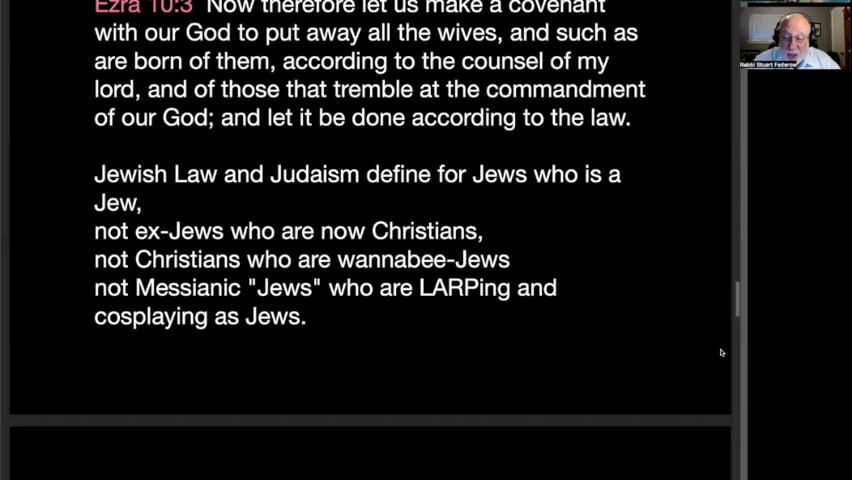 Ezra 10:3 Now therefore let us make a covenant
with our God to put away all the wives, and such as
are born of them, according to the counsel of my
lord, and of those that tremble at the commandment
of our God; and let it be done according to the law.
Jewish Law and Judaism define for Jews who is a
Jew,
not ex-Jews who are now Christians,
not Christians who are wannabee-Jews
not Messianic "Jews" who are LARPing and
cosplaying as Jews.
Rabbi Stuart Federow